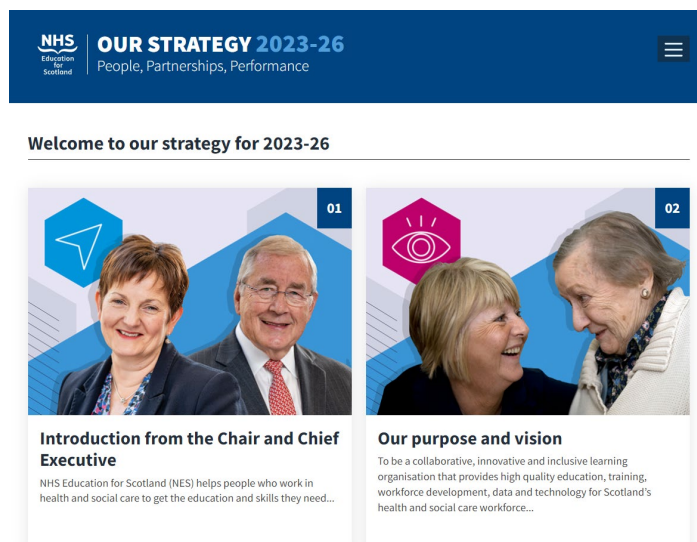 NHS
Education
for
Scotland
OUR STRATEGY 2023-26
People, Partnerships, Performance
Welcome to our strategy for 2023-26
01
02
Introduction from the Chair and Chief
Executive
NHS Education for Scotland (NES) helps people who work in
health and social care to get the education and skills they need...
Our purpose and vision
To be a collaborative, innovative and inclusive learning
organisation that provides high quality education, training,
workforce development, data and technology for Scotland's
health and social care workforce...